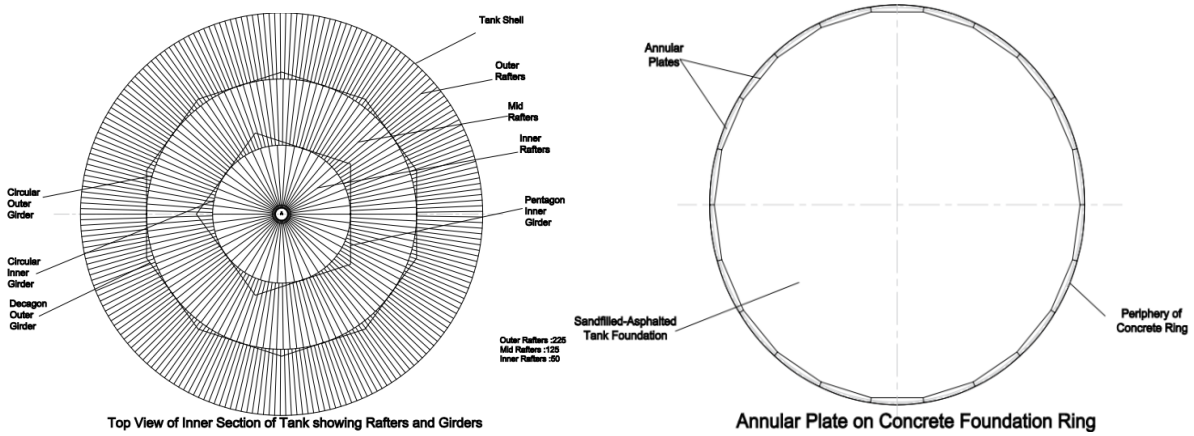 Tank Shell
Outer
Rafters
Mid
Rafters
Inner
Rafters
Pentagon
Inner
Girder
Circular
Outer
Girder
Circular
Inner
Girder
Decagon
Outer
Girder
A
Outer Rafters :225
Mid Rafters :125
Inner Rafters :50
Top View of Inner Section of Tank showing Rafters and Girders
Annular
Plates
Sandfilled-Asphalted
Tank Foundation
Periphery of
Concrete Ring
Annular Plate on Concrete Foundation Ring